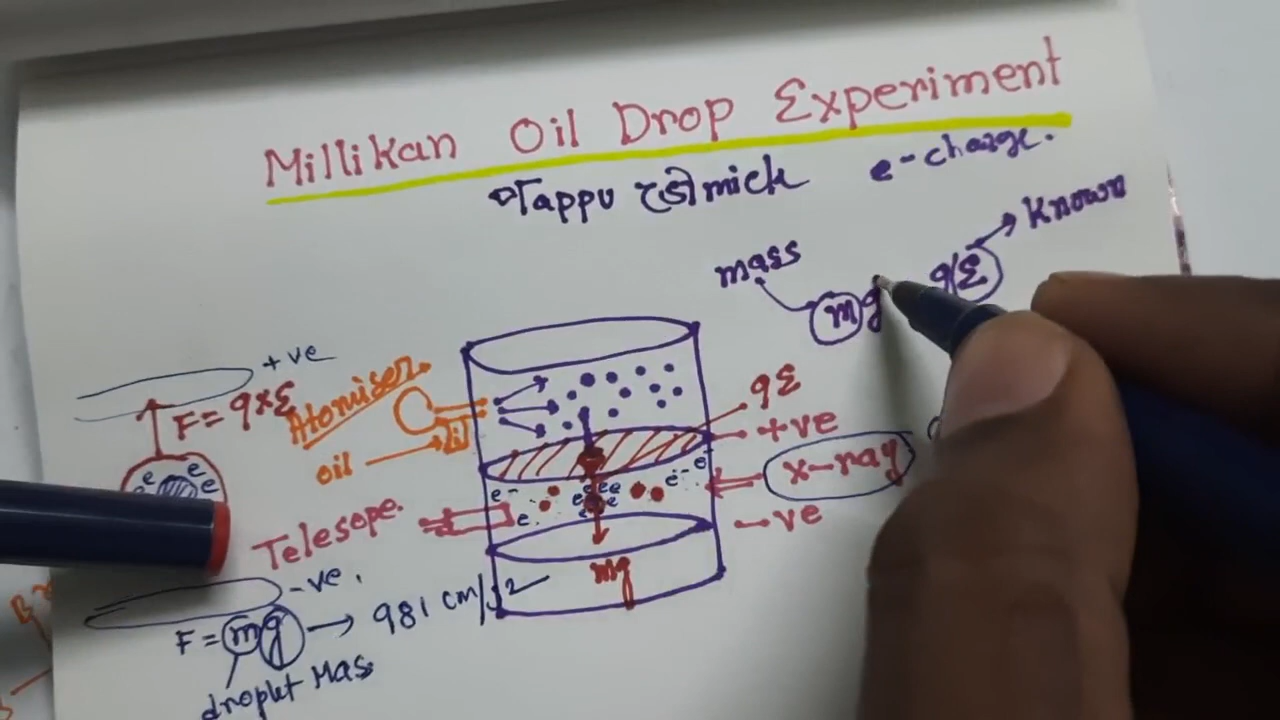 Millikan Oil Drop Experiment
e- charge.
mass
mg
qE
Known
+ve
F = q×E
Atomiser
oil
qE
+ve
x-ray
-ve
e-
e-
e-
e
e
e
e
e
Telesope.
mg
-ve.
F = mg → 981 cm/s2
droplet Mas